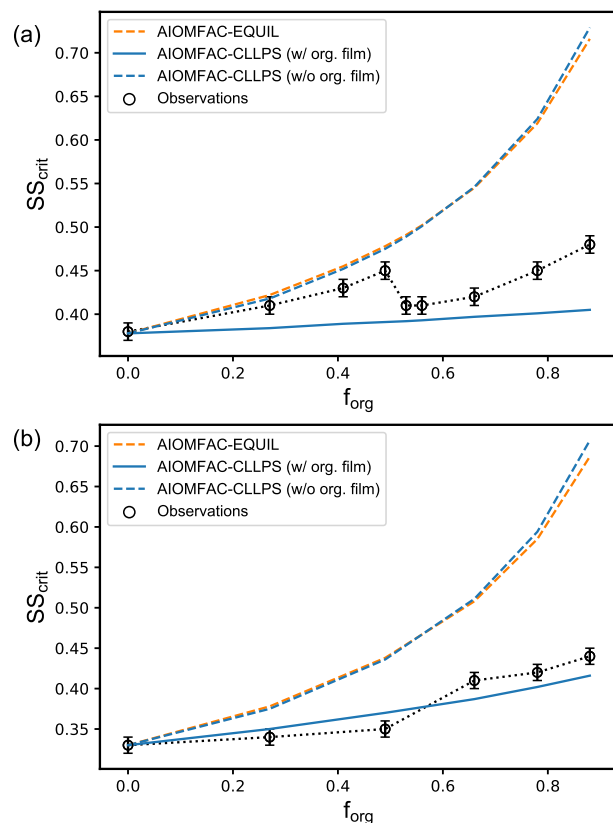 (a)
AIOMFAC-EQUIL
AIOMFAC-CLLPS (w/ org. film)
AIOMFAC-CLLPS (w/o org. film)
Observations
0.70
0.65
0.60
0.55
0.50
0.45
0.40
SScrit
0.0 0.2 0.4 0.6 0.8
forg
(b)
AIOMFAC-EQUIL
AIOMFAC-CLLPS (w/ org. film)
AIOMFAC-CLLPS (w/o org. film)
Observations
0.70
0.65
0.60
0.55
0.50
0.45
0.40
0.35
SScrit
0.0 0.2 0.4 0.6 0.8
forg